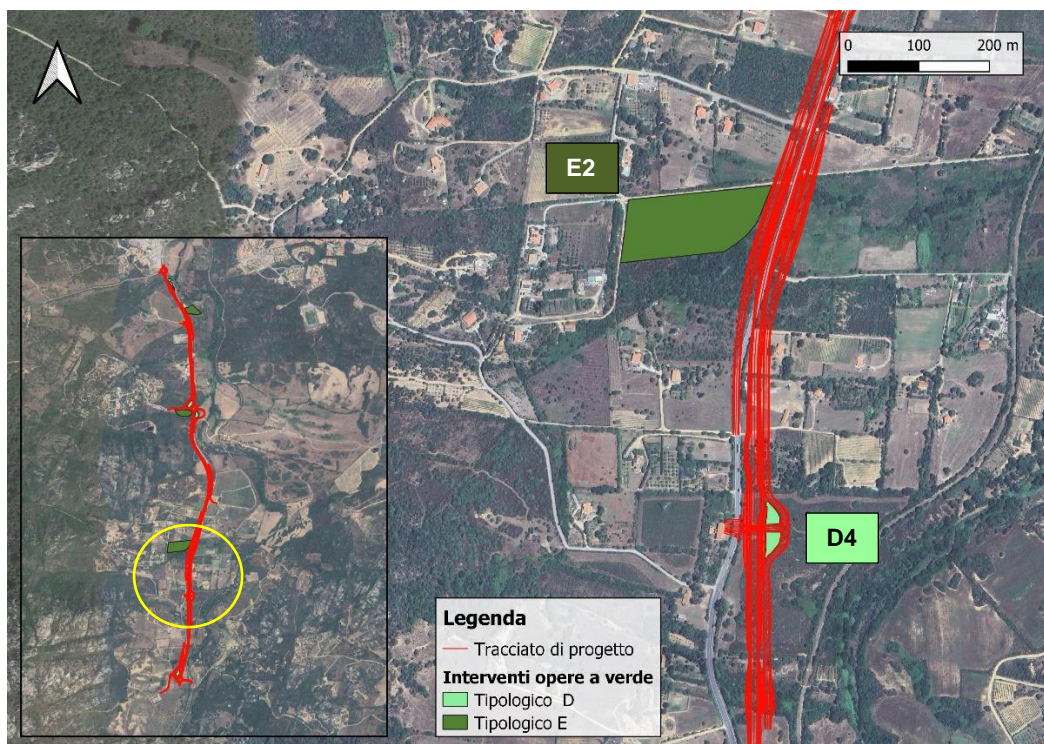 0 100 200 m
E2
D4
Legenda
Tracciato di progetto
Interventi opere a verde
Tipologico D
Tipologico E